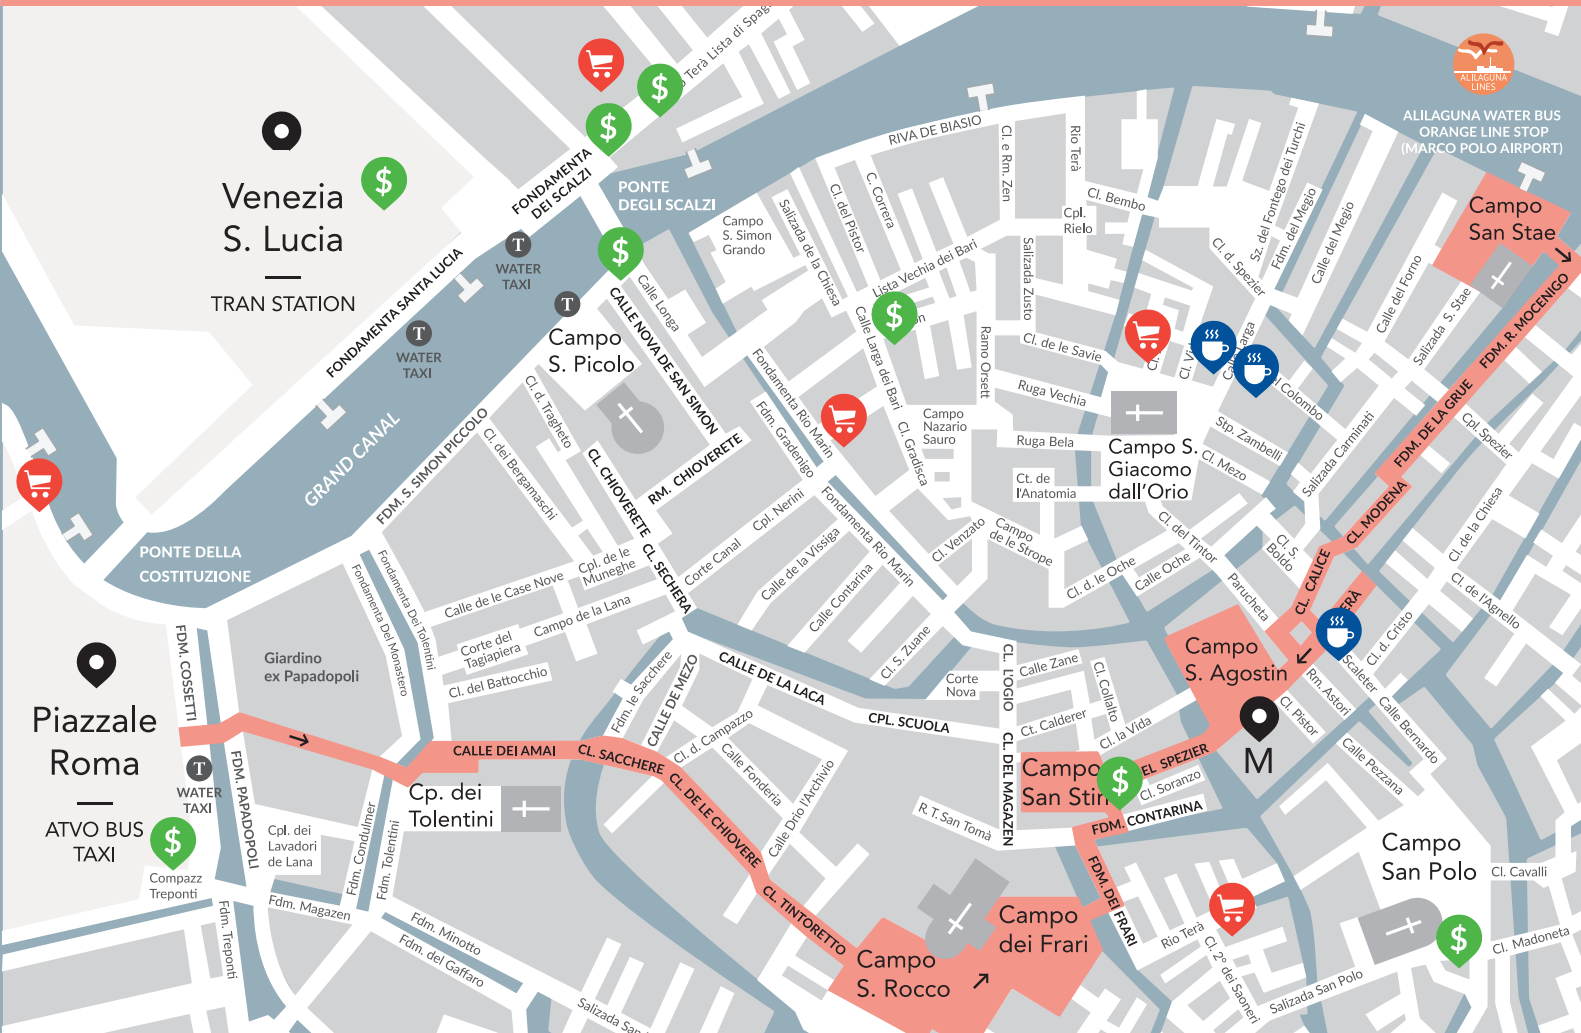 Terà Lista di Spag
ALILAGUNA
LINES
ALILAGUNA WATER BUS
ORANGE LINE STOP
(MARCO POLO AIRPORT)
Venezia
S. Lucia
TRAN STATION
FONDAMENTA
DEI SCALZI
PONTE
DEGLI SCALZI
FONDAMENTA SANTA LUCIA
T
WATER
TAXI
T
WATER
TAXI
T
GRAND CANAL
RIVA DE BIASIO
Cl. e Rm. Zen
Rio Terà
Cl. Bembo
Cpl.
Rielo
Sz. del Fontego dei Turchi
Fdm. del Megio
Calle del Megio
Cl. d. Spezier
Campo
San Stae
Calle del Forno
Salizada S. Stae
FDM. R. MOCENIGO
FDM. DE LA GRUE
Cpl. Spezier
Campo
S. Simon
Grando
Salizada de la Chiesa
Cl. del Pistor
C. Correra
Lista Vechia dei Bari
Calle Larga dei Bari
Salizada Zusto
Ramo Orsett
Cl. de le Savie
Ruga Vechia
Ruga Bela
Campo
Nazario
Sauro
Cl. Gradisca
Ct. de
l'Anatomia
Campo S.
Giacomo
dall'Orio
Stp. Zambelli
Cl. Mezo
Salizada Carminati
Calle Longa
CALLE NOVA DE SAN SIMON
Campo
S. Picolo
Cl. d. Tragheto
Cl. dei Bergamaschi
FDM. S. SIMON PICCOLO
CL. CHIOVERETE
RM. CHIOVERETE
CL. SECHERA
Fondamenta Rio Marin
Fdm. Gradenigo
Fondamenta Rio Marin
Cpl. Nerini
Corte Canal
Calle de la Vissiga
Calle Contarina
Cl. S. Zuane
Cl. Venzato
Campo
de le Strope
Cl. d. le Oche
Calle Oche
Cl. del Tintor
Parucheta
Cl. S.
Boldo
CL. MODENA
CL. CALICE
Cl. de la Chiesa
Cl. de l'Agnello
Cl. d. Cristo
PONTE DELLA
COSTITUZIONE
Fondamenta Del Monastero
Fondamenta Dei Tolentini
Calle de le Case Nove
Cpl. de le
Muneghe
Campo de la Lana
Corte del
Tagiapiera
Cl. del Battocchio
Giardino
ex Papadopoli
FDM. COSSETTI
Piazzale
Roma
ATVO BUS
TAXI
T
WATER
TAXI
FDM. PAPADOPOLI
Fdm. le Sacchere
CALLE DE MEZO
CALLE DE LA LACA
CPL. SCUOLA
Corte
Nova
CL. L'OGIO
CL. DEL MAGAZEN
Calle Zane
Cl. Collalto
Ct. Calderer
Cl. la Vida
Campo
S. Agostin
Rm. Astori
Scaleter
Calle Bernardo
Cl. Pistor
Calle Pezzana
M
CALLE DEI AMAI
CL. SACCHERE
CL. DE LE CHIOVERE
CL. TINTORETTO
Cp. dei
Tolentini
Cl. d. Campazzo
Calle Fonderia
Calle Drio l'Archivio
R. T. San Tomà
Campo
San Stin
EL SPEZIER
Cl. Soranzo
FDM. CONTARINA
FDM. DEI FRARI
Campo
dei Frari
Campo
S. Rocco
Campo
San Polo
Cl. Cavalli
Cl. Madoneta
Rio Terà
Cl. 2° dei Saoneri
Salizada San Polo
Compazz
Treponti
Cpl. dei
Lavadori
de Lana
Fdm. Condulmer
Fdm. Tolentini
Fdm. Magazen
Fdm. Treponti
Fdm. Minotto
Fdm. del Gaffaro
Salizada San